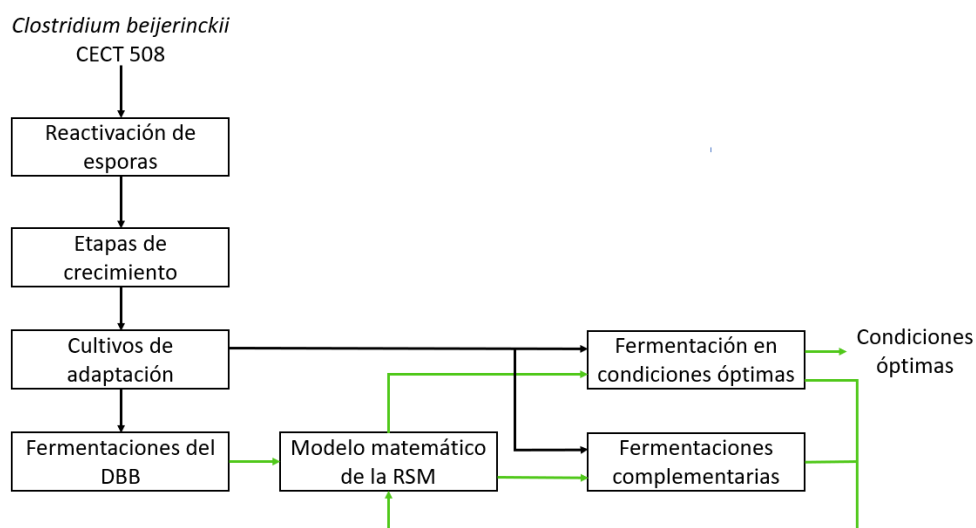 Clostridium beijerinckii
CECT 508
Reactivación de
esporas
Etapas de
crecimiento
Cultivos de
adaptación
Fermentaciones del
DBB
Modelo matemático
de la RSM
Fermentación en
condiciones óptimas
Fermentaciones
complementarias
Condiciones
óptimas